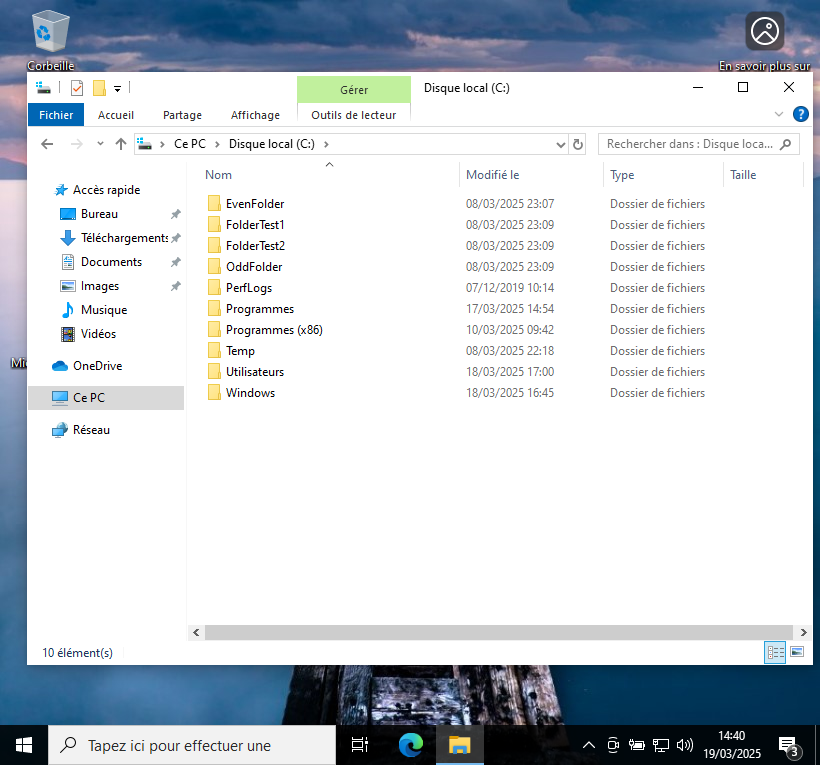 Corbeille
En savoir plus sur
Gérer
Disque local (C:)
Fichier
Accueil
Partage
Affichage
Outils de lecteur
?
Ce PC
Disque local (C:)
Rechercher dans : Disque loca...
Nom
Modifié le
Type
Taille
Accès rapide
Bureau
Téléchargements
Documents
Images
Musique
Vidéos
OneDrive
Ce PC
Réseau
EvenFolder 08/03/2025 23:07 Dossier de fichiers
FolderTest1 08/03/2025 23:09 Dossier de fichiers
FolderTest2 08/03/2025 23:09 Dossier de fichiers
OddFolder 08/03/2025 23:09 Dossier de fichiers
PerfLogs 07/12/2019 10:14 Dossier de fichiers
Programmes 17/03/2025 14:54 Dossier de fichiers
Programmes (x86) 10/03/2025 09:42 Dossier de fichiers
Temp 08/03/2025 22:18 Dossier de fichiers
Utilisateurs 18/03/2025 17:00 Dossier de fichiers
Windows 18/03/2025 16:45 Dossier de fichiers
10 élément(s)
Tapez ici pour effectuer une
14:40
19/03/2025
3